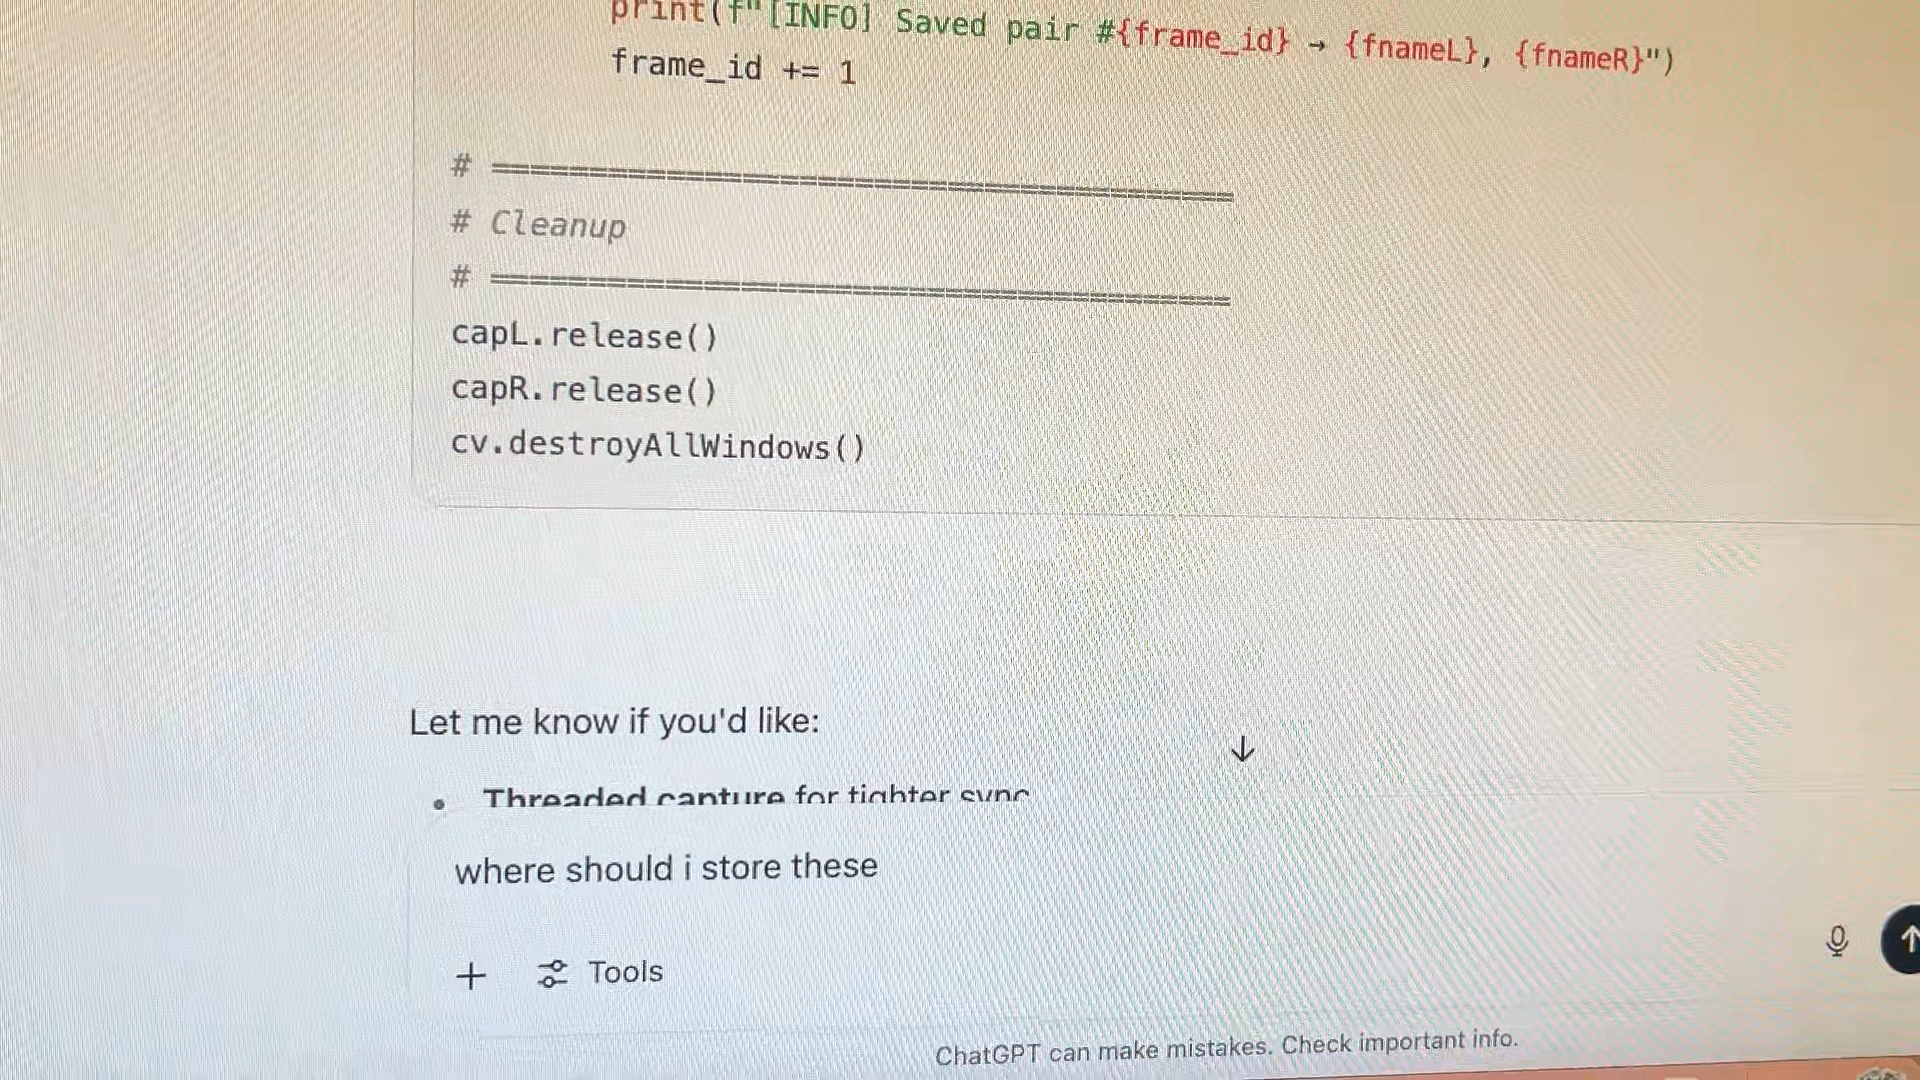 print(f"[INFO] Saved pair #{frame_id} → {fnameL}, {fnameR}")
frame_id += 1
# ══════════════════════════════════════
# Cleanup
# ══════════════════════════════════════
capL.release()
capR.release()
cv.destroyAllWindows()
Let me know if you'd like:
• Threaded capture for tighter sync
where should i store these
Tools
ChatGPT can make mistakes. Check important info.